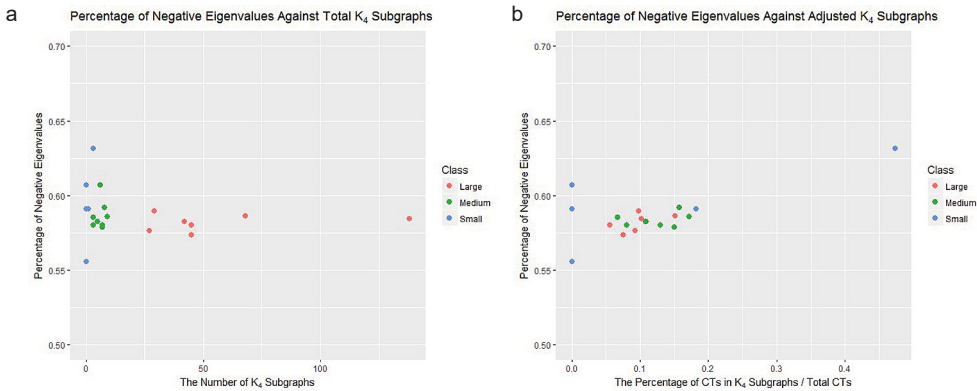 a
Percentage of Negative Eigenvalues Against Total K₄ Subgraphs
Percentage of Negative Eigenvalues
0.70
0.65
0.60
0.55
0.50
0
50
100
The Number of K₄ Subgraphs
Class
Large
Medium
Small
b
Percentage of Negative Eigenvalues Against Adjusted K₄ Subgraphs
Percentage of Negative Eigenvalues
0.70
0.65
0.60
0.55
0.50
0.0
0.1
0.2
0.3
0.4
The Percentage of CTs in K₄ Subgraphs / Total CTs
Class
Large
Medium
Small